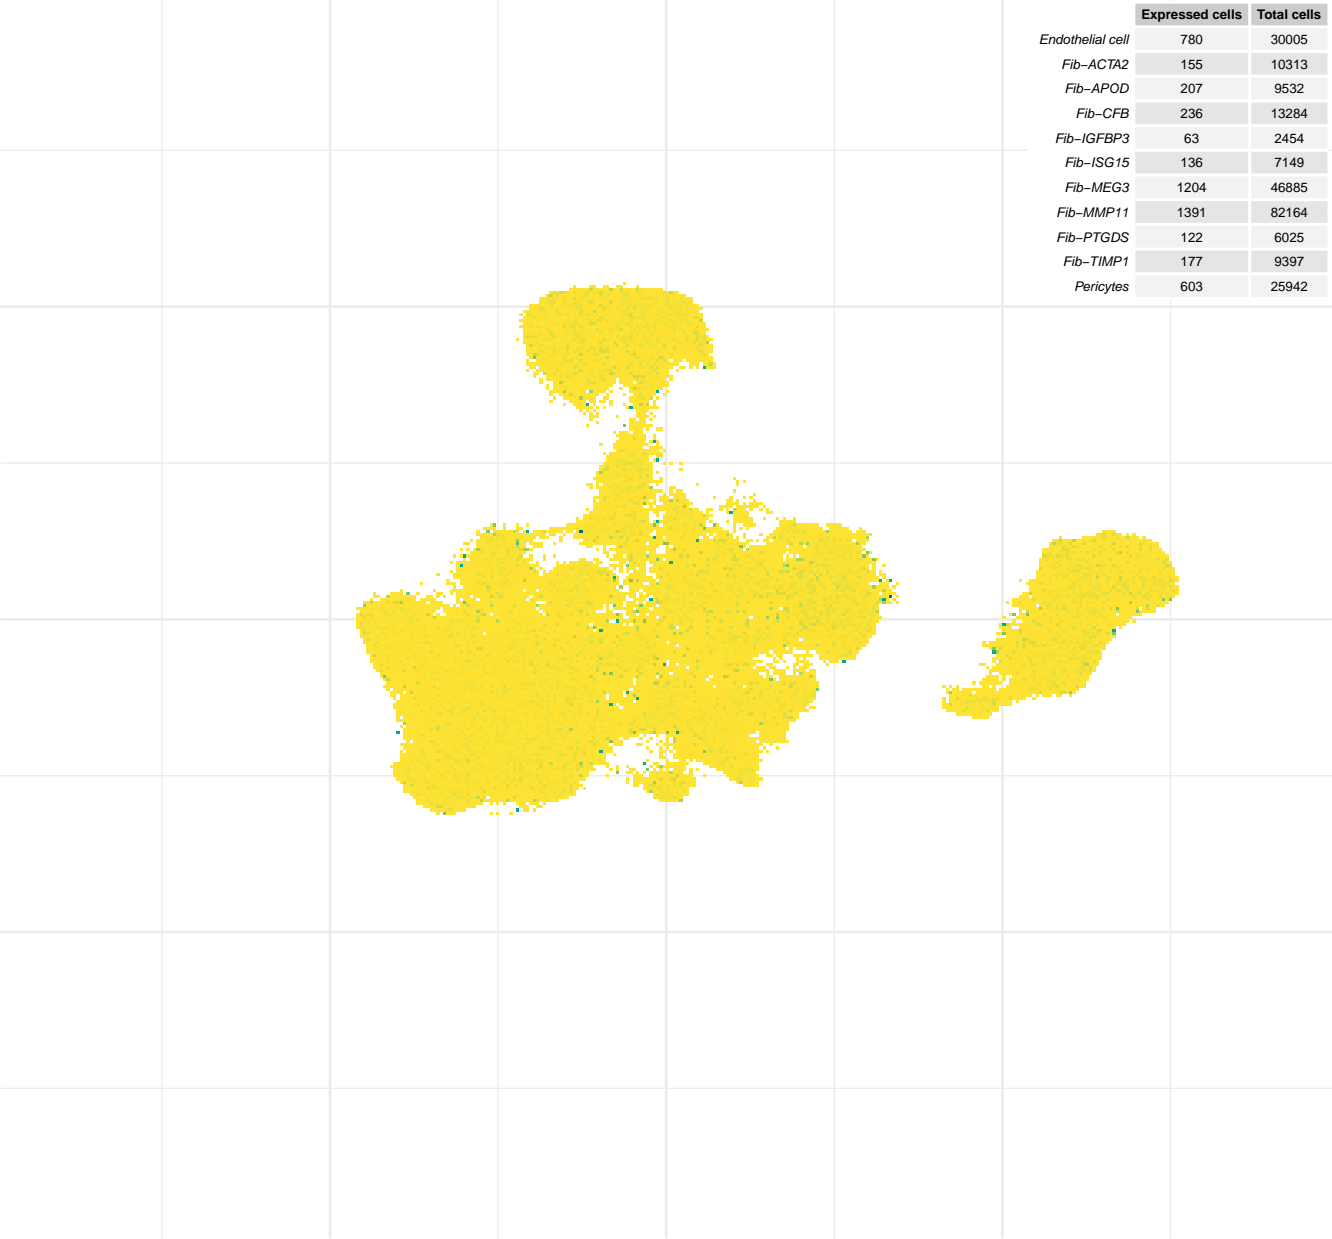 Expressed cells Total cells
Endothelial cell 780 30005
Fib−ACTA2 155 10313
Fib−APOD 207 9532
Fib−CFB 236 13284
Fib−IGFBP3 63 2454
Fib−ISG15 136 7149
Fib−MEG3 1204 46885
Fib−MMP11 1391 82164
Fib−PTGDS 122 6025
Fib−TIMP1 177 9397
Pericytes 603 25942